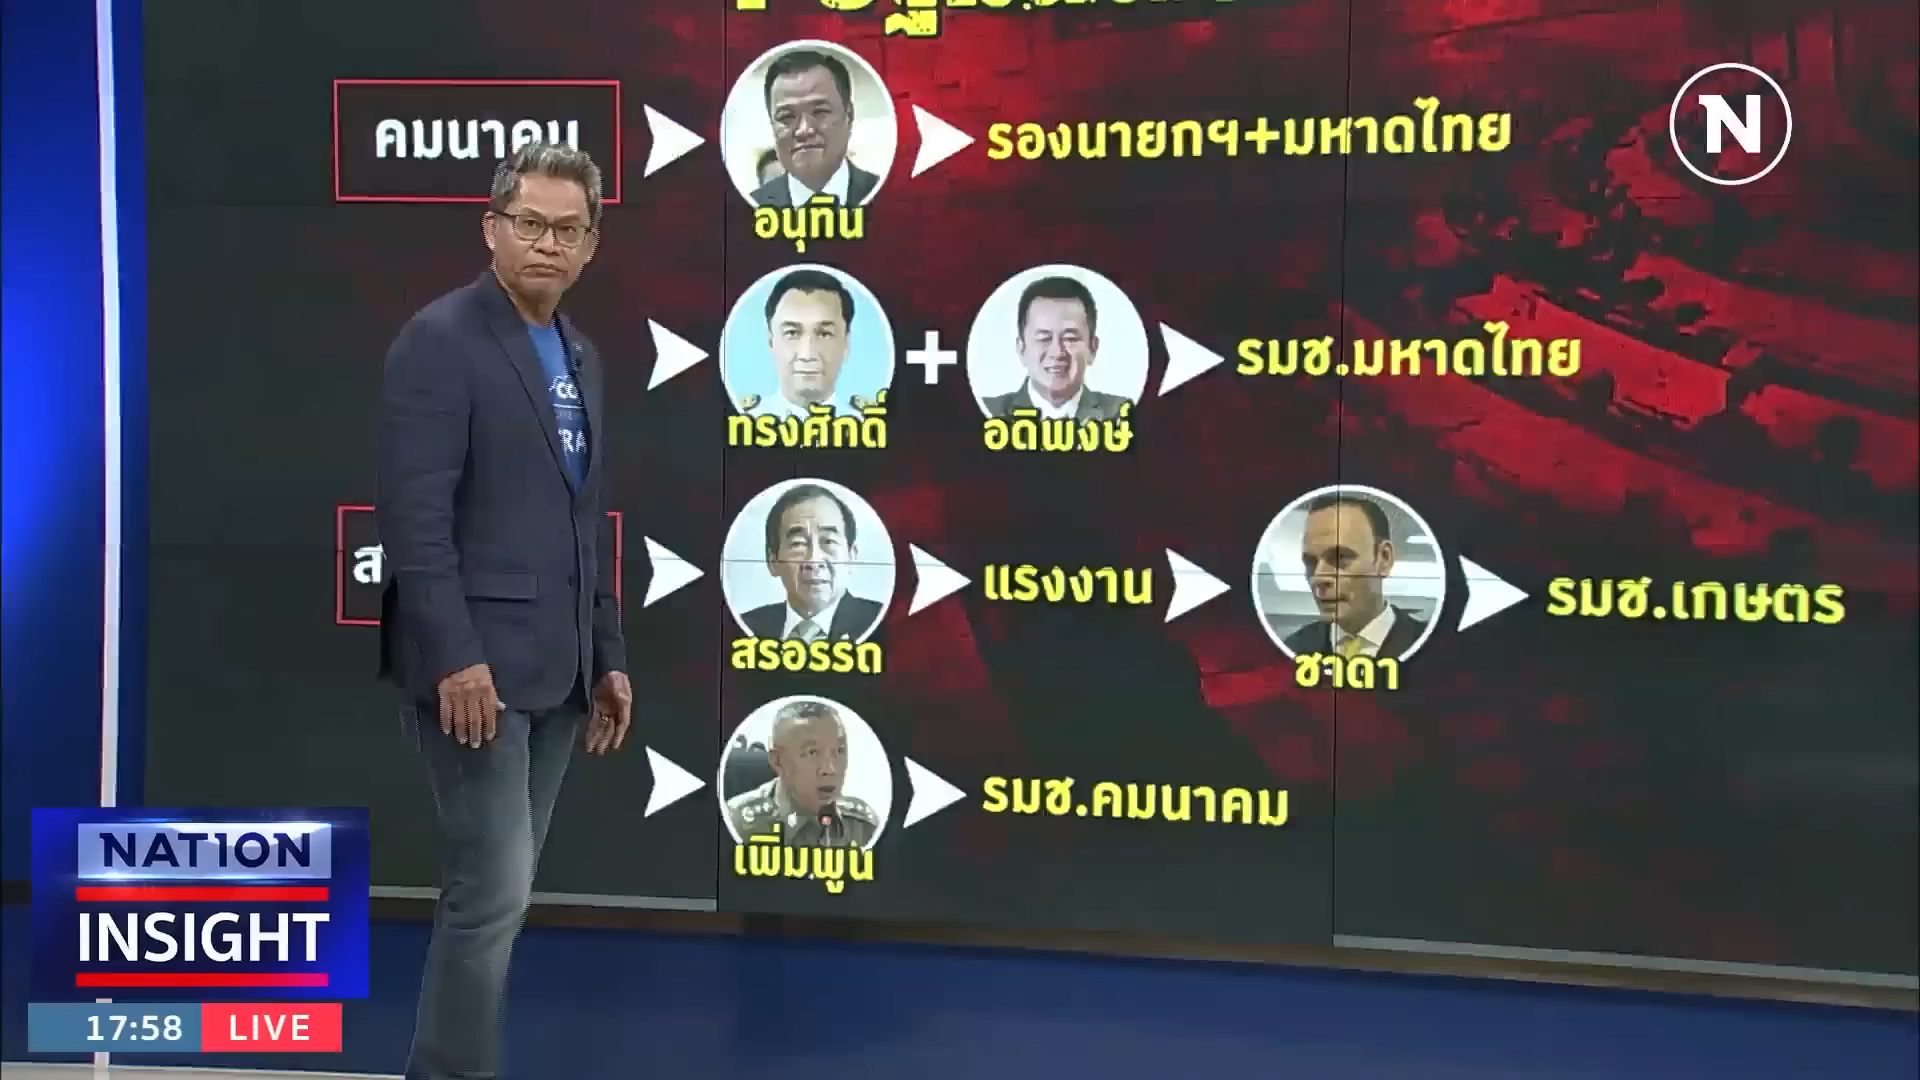 คมนาคม
อนุทิน
รองนายกฯ+มหาดไทย
N
ทรงศักดิ์
+
อดิพงษ์
รมช.มหาดไทย
สรอรรถ
แรงงาน
ชาดา
รมช.เกษตร
เพิ่มพูน
รมช.คมนาคม
NATION
INSIGHT
17:58 LIVE